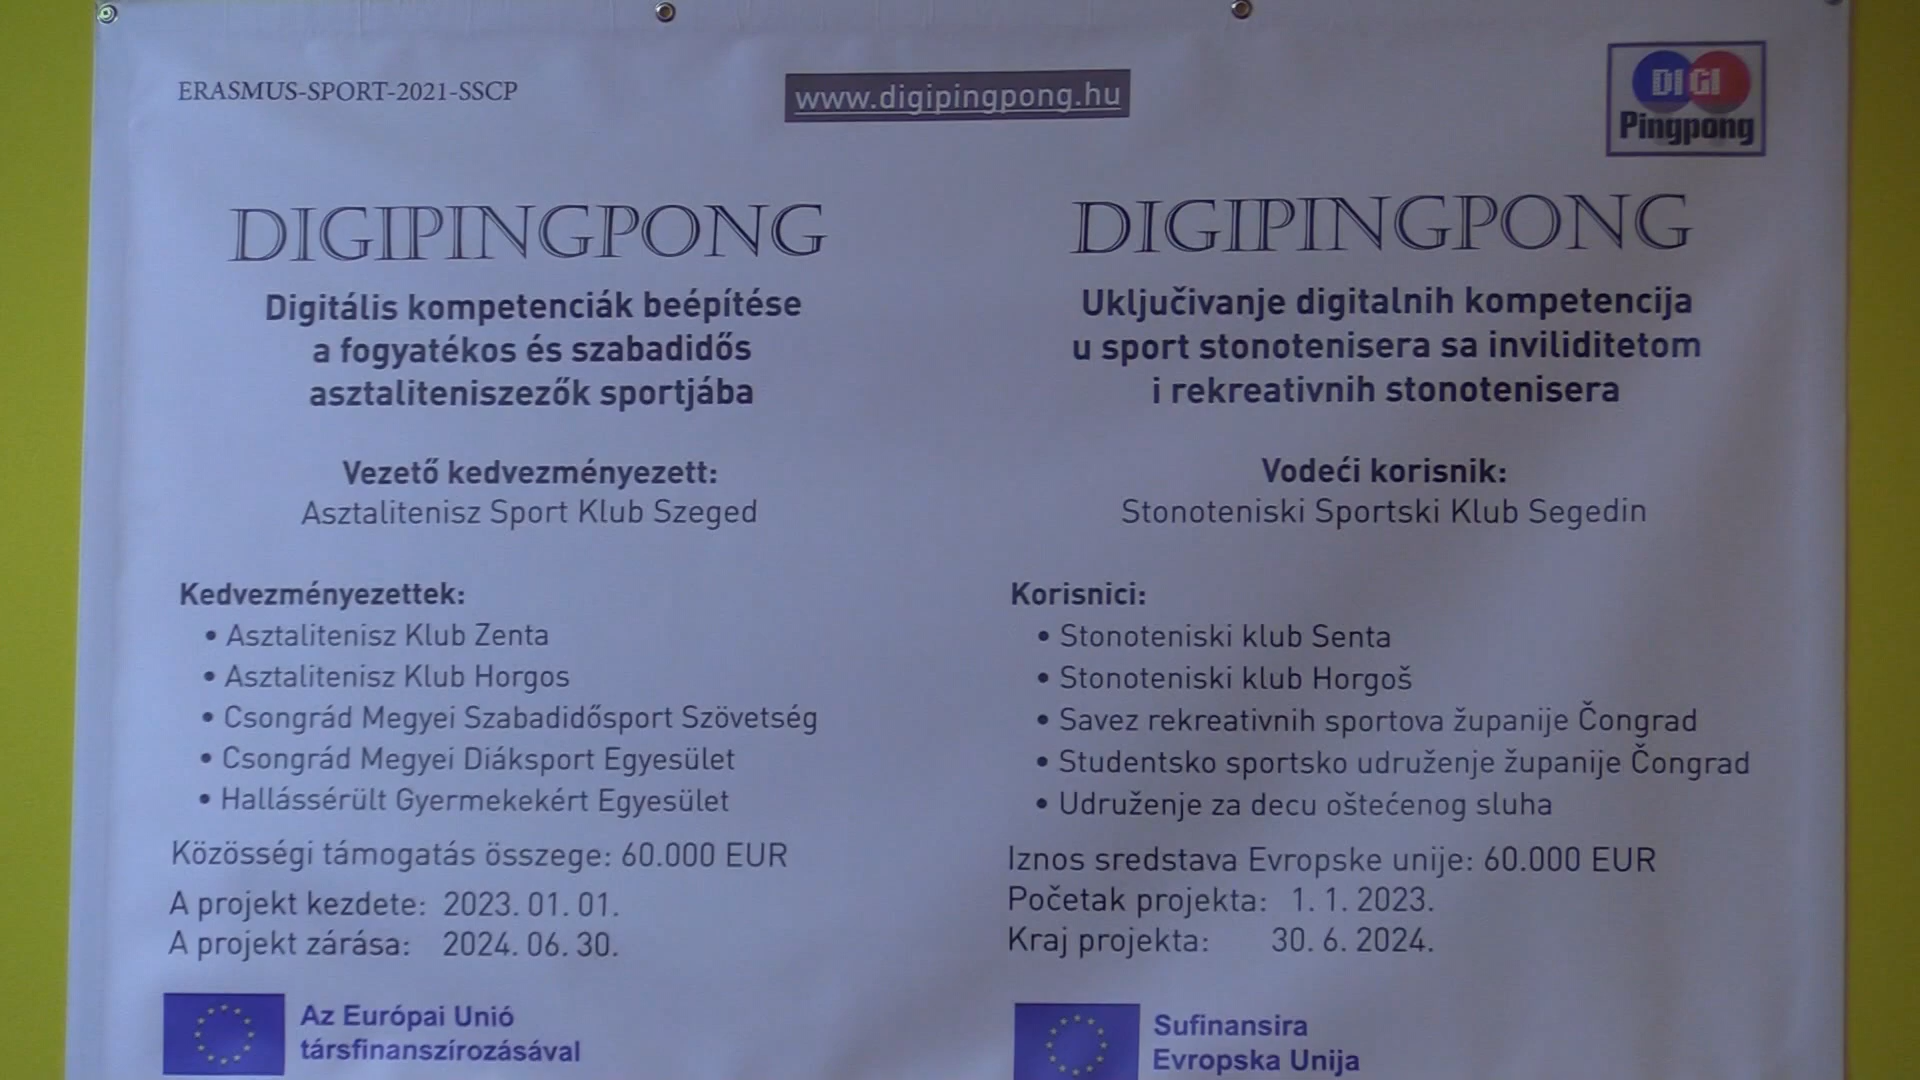 ERASMUS-SPORT-2021-SSCP
www.digipingpong.hu
DIGI
Pingpong
DIGIPINGPONG
Digitális kompetenciák beépítése
a fogyatékos és szabadidős
asztaliteniszezők sportjába
Vezető kedvezményezett:
Asztalitenisz Sport Klub Szeged
Kedvezményezettek:
• Asztalitenisz Klub Zenta
• Asztalitenisz Klub Horgos
• Csongrád Megyei Szabadidősport Szövetség
• Csongrád Megyei Diáksport Egyesület
• Hallássérült Gyermekekért Egyesület
Közösségi támogatás összege: 60.000 EUR
A projekt kezdete: 2023. 01. 01.
A projekt zárása: 2024. 06. 30.
Az Európai Unió
társfinanszírozásával
DIGIPINGPONG
Uključivanje digitalnih kompetencija
u sport stonotenisera sa inviliditetom
i rekreativnih stonotenisera
Vodeći korisnik:
Stonoteniski Sportski Klub Segedin
Korisnici:
• Stonoteniski klub Senta
• Stonoteniski klub Horgoš
• Savez rekreativnih sportova županije Čongrad
• Studentsko sportsko udruženje županije Čongrad
• Udruženje za decu oštećenog sluha
Iznos sredstava Evropske unije: 60.000 EUR
Početak projekta: 1. 1. 2023.
Kraj projekta: 30. 6. 2024.
Sufinansira
Evropska Unija